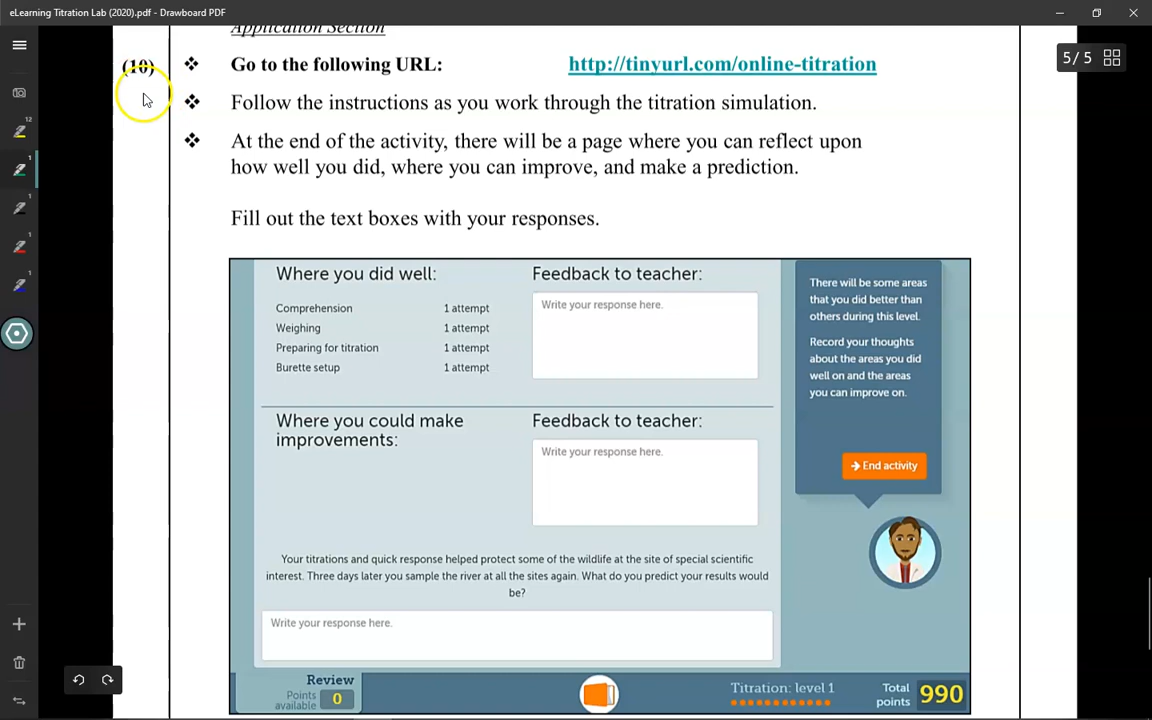 eLearning Titration Lab (2020).pdf - Drawboard PDF
5/5
Application Section
(10) ❖ Go to the following URL: http://tinyurl.com/online-titration
❖ Follow the instructions as you work through the titration simulation.
❖ At the end of the activity, there will be a page where you can reflect upon
how well you did, where you can improve, and make a prediction.
Fill out the text boxes with your responses.
12
1
1
1
1
Where you did well:
Comprehension 1 attempt
Weighing 1 attempt
Preparing for titration 1 attempt
Burette setup 1 attempt
Feedback to teacher:
Write your response here.
There will be some areas
that you did better than
others during this level.
Record your thoughts
about the areas you did
well on and the areas
you can improve on.
→ End activity
Where you could make
improvements:
Feedback to teacher:
Write your response here.
Your titrations and quick response helped protect some of the wildlife at the site of special scientific
interest. Three days later you sample the river at all the sites again. What do you predict your results would
be?
Write your response here.
Review
Points
available 0
Titration: level 1
Total
points 990